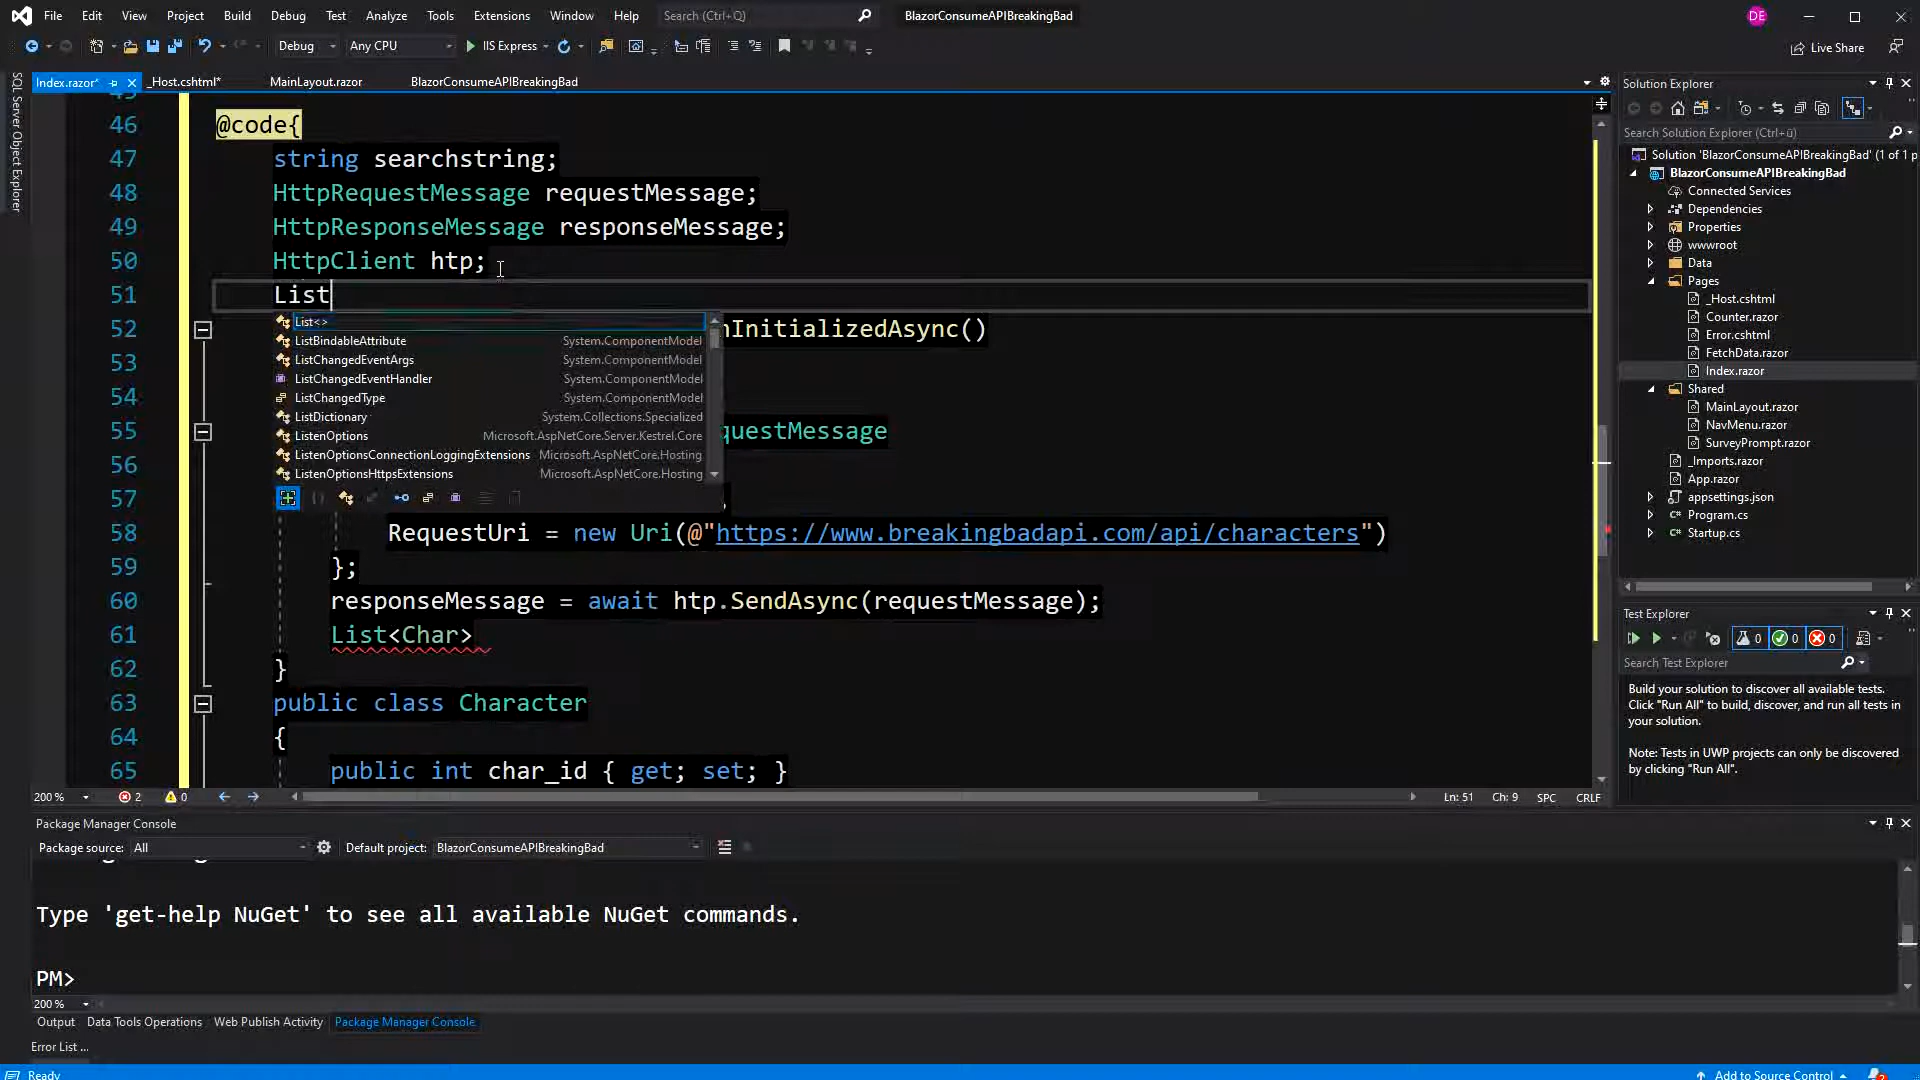 File Edit View Project Build Debug Test Analyze Tools Extensions Window Help Search (Ctrl+Q) BlazorConsumeAPIBreakingBad DE
Debug Any CPU IIS Express Live Share
SQL Server Object Explorer
Index.razor* _Host.cshtml* MainLayout.razor BlazorConsumeAPIBreakingBad
46 @code{
47 string searchstring;
48 HttpRequestMessage requestMessage;
49 HttpResponseMessage responseMessage;
50 HttpClient htp;
51 List
List<>
ListBindableAttribute System.ComponentModel
ListChangedEventArgs System.ComponentModel
ListChangedEventHandler System.ComponentModel
ListChangedType System.ComponentModel
ListDictionary System.Collections.Specialized
ListenOptions Microsoft.AspNetCore.Server.Kestrel.Core
ListenOptionsConnectionLoggingExtensions Microsoft.AspNetCore.Hosting
ListenOptionsHttpsExtensions Microsoft.AspNetCore.Hosting
52 nInitializedAsync()
53
54
55 questMessage
56
57
58 RequestUri = new Uri(@"https://www.breakingbadapi.com/api/characters")
59 };
60 responseMessage = await htp.SendAsync(requestMessage);
61 List<Char>
62 }
63 public class Character
64 {
65 public int char_id { get; set; }
200 % 2 0 Ln: 51 Ch: 9 SPC CRLF
Solution Explorer
Search Solution Explorer (Ctrl+ü)
Solution 'BlazorConsumeAPIBreakingBad' (1 of 1 p
BlazorConsumeAPIBreakingBad
Connected Services
Dependencies
Properties
wwwroot
Data
Pages
_Host.cshtml
Counter.razor
Error.cshtml
FetchData.razor
Index.razor
Shared
MainLayout.razor
NavMenu.razor
SurveyPrompt.razor
_Imports.razor
App.razor
appsettings.json
Program.cs
Startup.cs
Test Explorer
0 0 0
Search Test Explorer
Build your solution to discover all available tests.
Click "Run All" to build, discover, and run all tests in
your solution.
Note: Tests in UWP projects can only be discovered
by clicking "Run All".
Package Manager Console
Package source: All Default project: BlazorConsumeAPIBreakingBad
Type 'get-help NuGet' to see all available NuGet commands.
PM>
200 %
Output Data Tools Operations Web Publish Activity Package Manager Console
Error List ...
Ready Add to Source Control